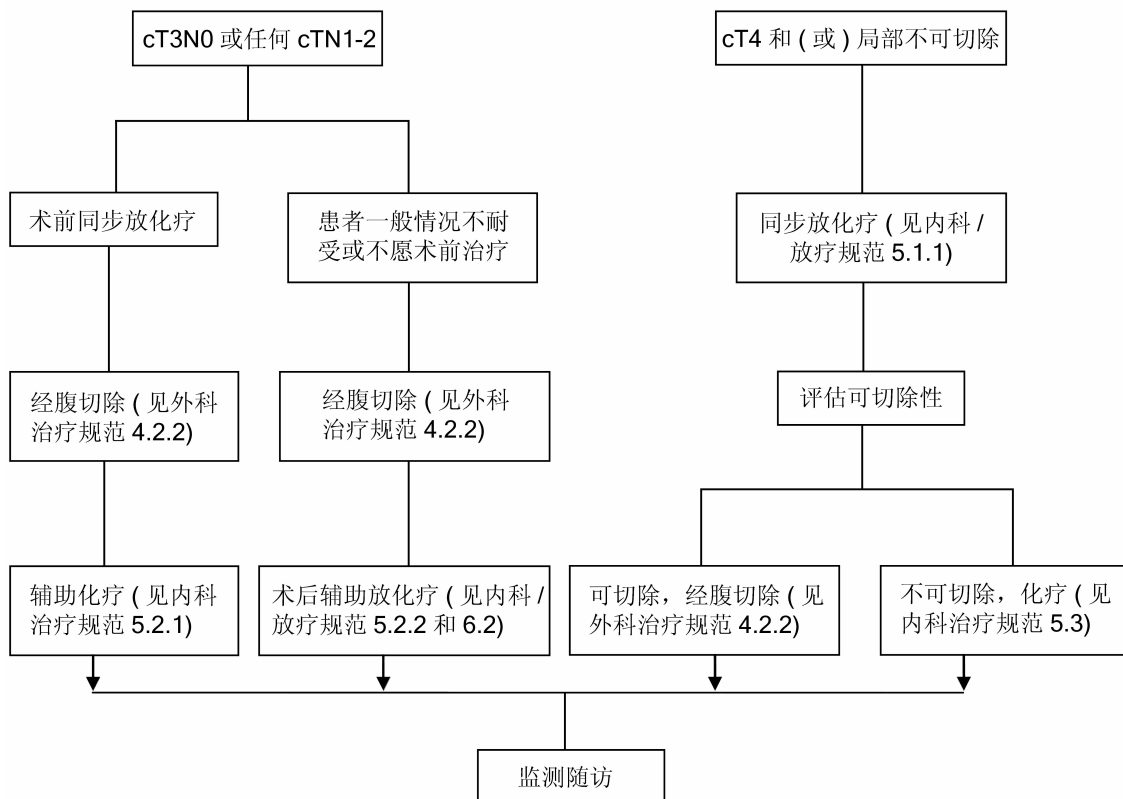 cT3N0 或任何 cTN1-2
cT4 和 ( 或 ) 局部不可切除
术前同步放化疗
患者一般情况不耐
受或不愿术前治疗
同步放化疗 ( 见内科 /
放疗规范 5.1.1)
经腹切除 ( 见外科
治疗规范 4.2.2)
经腹切除 ( 见外科
治疗规范 4.2.2)
评估可切除性
辅助化疗 ( 见内科
治疗规范 5.2.1)
术后辅助放化疗 ( 见内科 /
放疗规范 5.2.2 和 6.2)
可切除，经腹切除 ( 见
外科治疗规范 4.2.2)
不可切除，化疗 ( 见
内科治疗规范 5.3)
监测随访